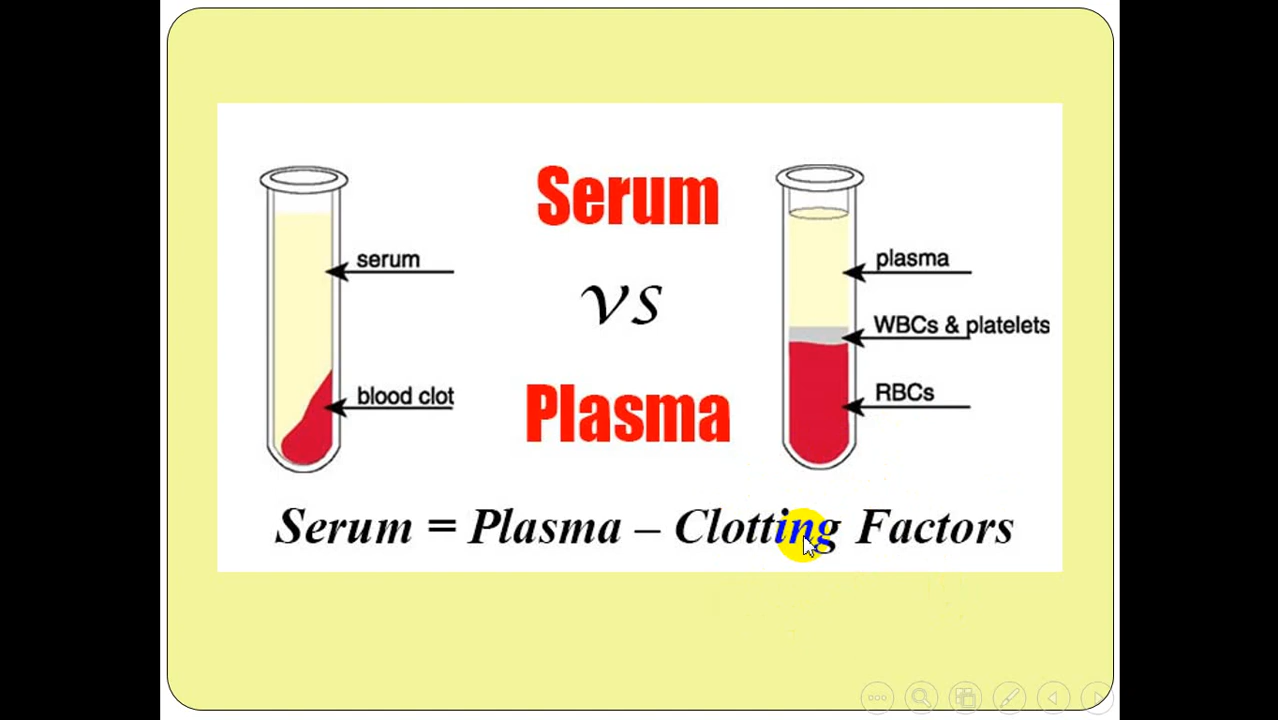 Serum
vs
Plasma
serum
blood clot
plasma
WBCs & platelets
RBCs
Serum = Plasma – Clotting Factors